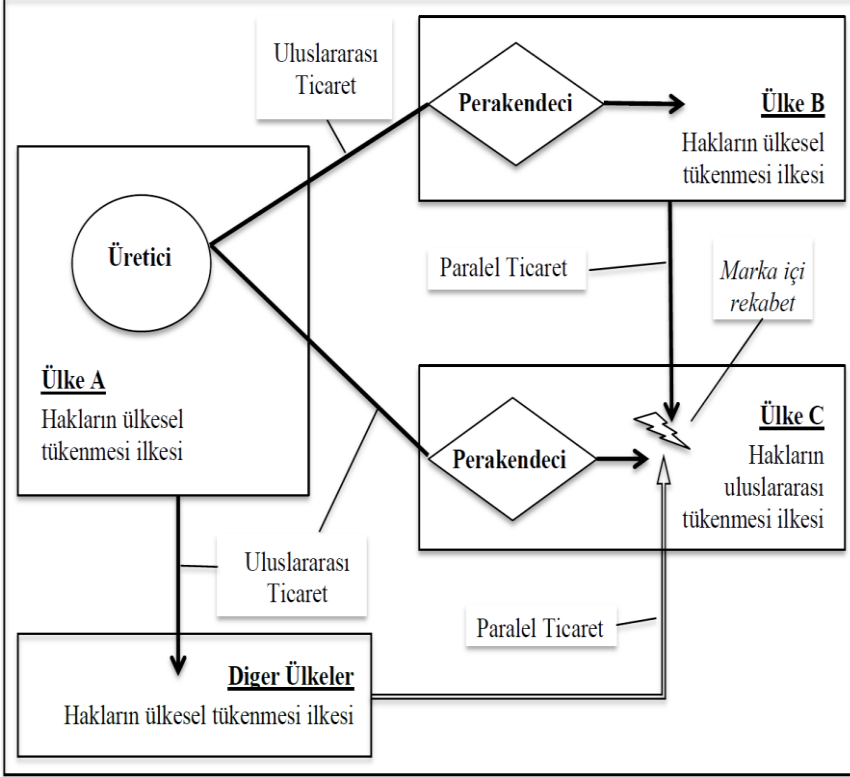 Uluslararası
Ticaret
Perakendeci
Ülke B
Hakların ülkesel
tükenmesi ilkesi
Üretici
Ülke A
Hakların ülkesel
tükenmesi ilkesi
Paralel Ticaret
Marka içi
rekabet
Perakendeci
Ülke C
Hakların
uluslararası
tükenmesi ilkesi
Uluslararası
Ticaret
Paralel Ticaret
Diger Ülkeler
Hakların ülkesel tükenmesi ilkesi